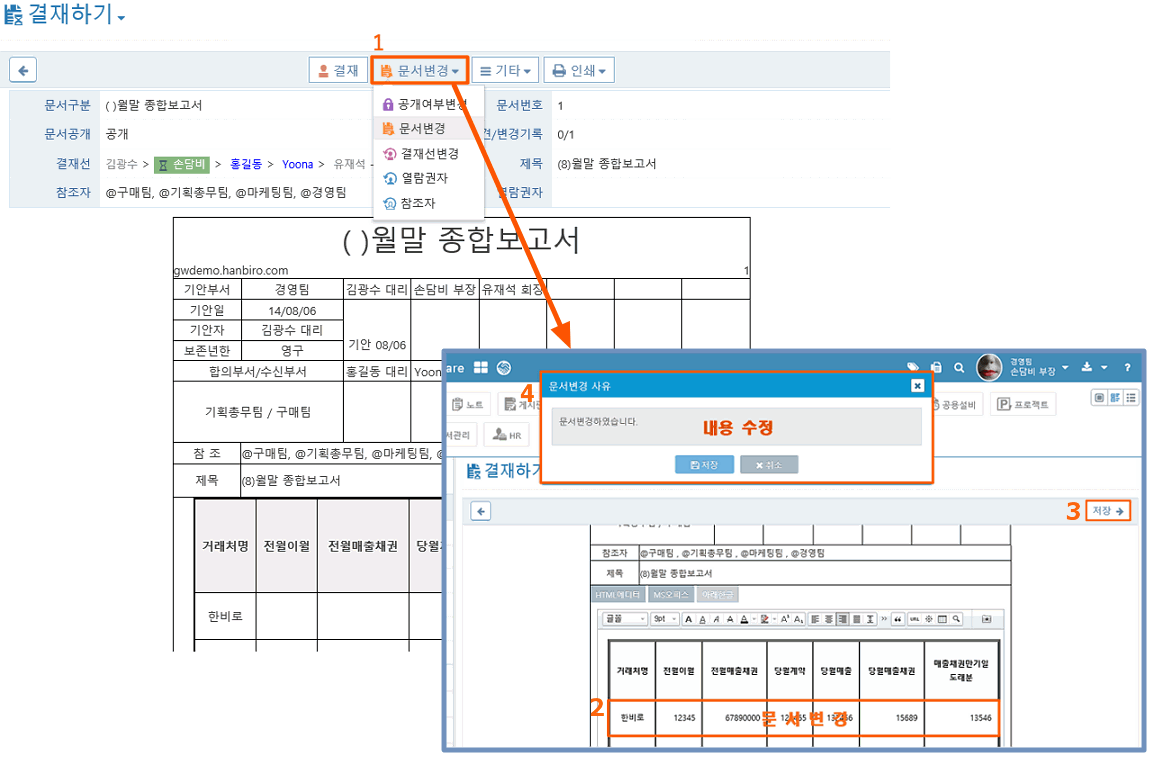 결재하기
1
결재 문서변경 기타 인쇄
공개여부변경
문서변경
결재선변경
열람권자
참조자
문서구분 ( )월말 종합보고서 문서번호 1
문서공개 공개 견/변경기록 0/1
결재선 김광수 > 손담비 > 홍길동 > Yoona > 유재석 제목 (8)월말 종합보고서
참조자 @구매팀, @기획총무팀, @마케팅팀, @경영팀 열람권자
( )월말 종합보고서
gwdemo.hanbiro.com 1
기안부서 경영팀 김광수 대리 손담비 부장 유재석 회장
기안일 14/08/06
기안자 김광수 대리
보존년한 영구 기안 08/06
합의부서/수신부서 홍길동 대리 Yoon
기획총무팀 / 구매팀
참 조 @구매팀, @기획총무팀, @마케팅팀, @
제목 (8)월말 종합보고서
거래처명 전월이월 전월매출채권 당월
한비로
are 경영팀
손담비 부장 ?
4 문서변경 사유
문서변경하였습니다.
내용 수정
저장 취소
노트 게시판 공용설비 프로젝트
서관리 HR
결재하기
3 저장
참조자 @구매팀 , @기획총무팀 , @마케팅팀 , @경영팀
제목 (8)월말 종합보고서
HTML에디터 MS오피스 아래한글
글꼴 9pt URL
거래처명 전월이월 전월매출채권 당월계약 당월매출 당월매출채권 매출채권만기일
도래분
2 한비로 12345 67890000 15689 13546
문 서 변 경